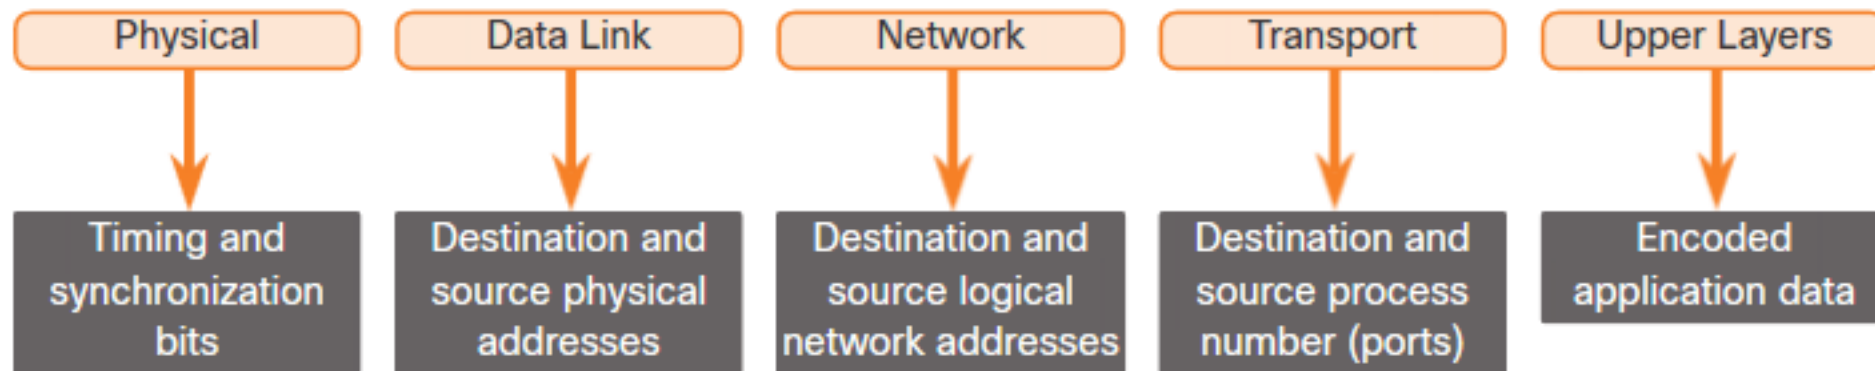 Physical
Data Link
Network
Transport
Upper Layers
Timing and
synchronization
bits
Destination and
source physical
addresses
Destination and
source logical
network addresses
Destination and
source process
number (ports)
Encoded
application data